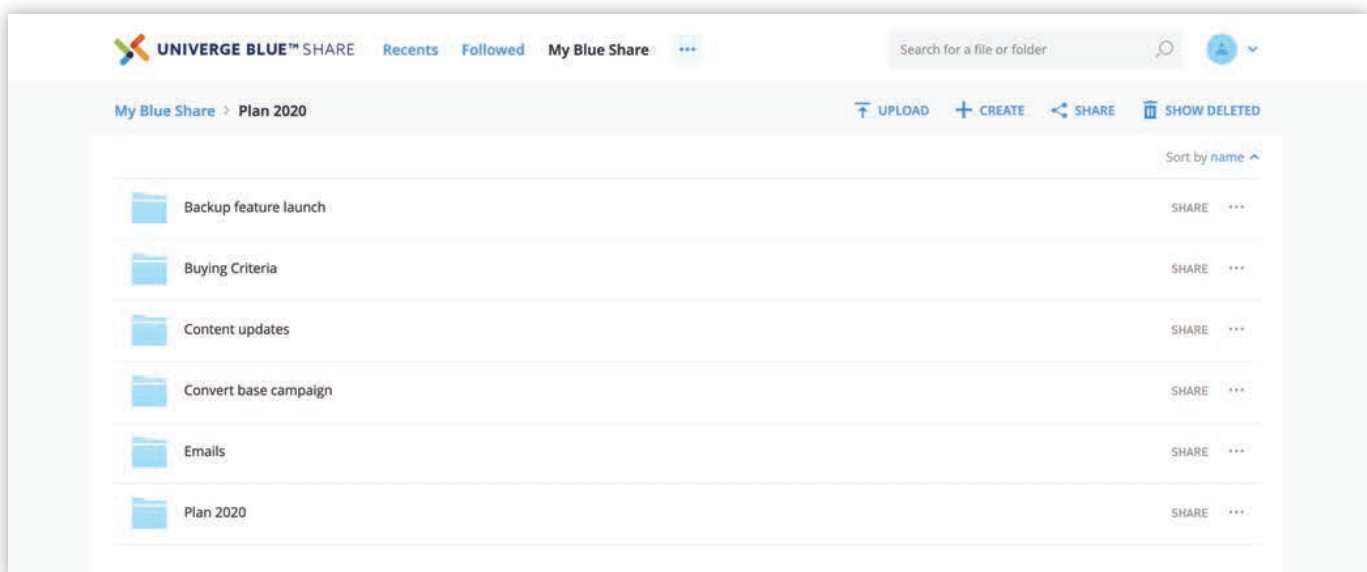 UNIVERGE BLUE™ SHARE Recents Followed My Blue Share ••• Search for a file or folder
My Blue Share > Plan 2020 UPLOAD CREATE SHARE SHOW DELETED
Sort by name
Backup feature launch SHARE •••
Buying Criteria SHARE •••
Content updates SHARE •••
Convert base campaign SHARE •••
Emails SHARE •••
Plan 2020 SHARE •••